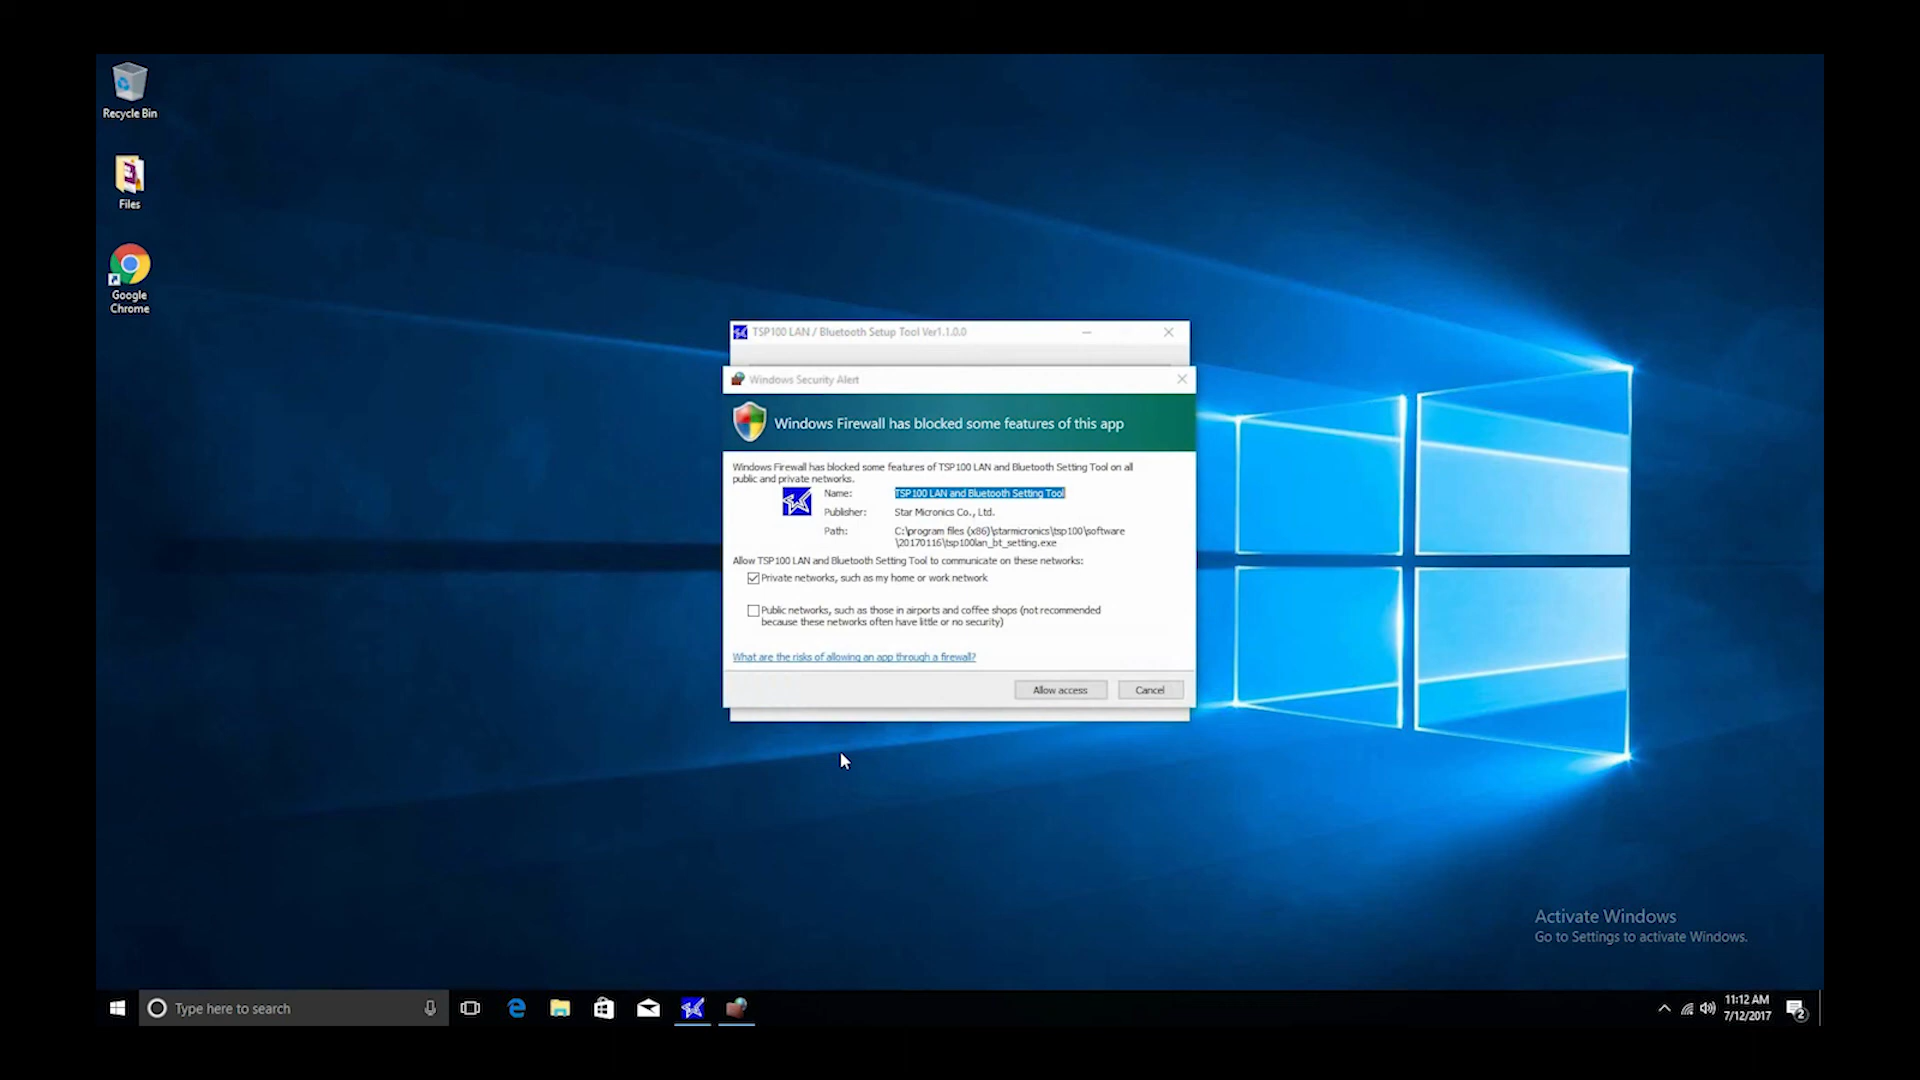 Recycle Bin
Files
Google
Chrome
TSP100 LAN / Bluetooth Setup Tool Ver1.1.0.0
Windows Security Alert
Windows Firewall has blocked some features of this app
Windows Firewall has blocked some features of TSP100 LAN and Bluetooth Setting Tool on all
public and private networks.
Name: TSP100 LAN and Bluetooth Setting Tool
Publisher: Star Micronics Co., Ltd.
Path: C:\program files (x86)\starmicronics\tsp100\software
\20170116\tsp100lan_bt_setting.exe
Allow TSP100 LAN and Bluetooth Setting Tool to communicate on these networks:
Private networks, such as my home or work network
Public networks, such as those in airports and coffee shops (not recommended
because these networks often have little or no security)
What are the risks of allowing an app through a firewall?
Allow access Cancel
Activate Windows
Go to Settings to activate Windows.
Type here to search
11:12 AM
7/12/2017
2